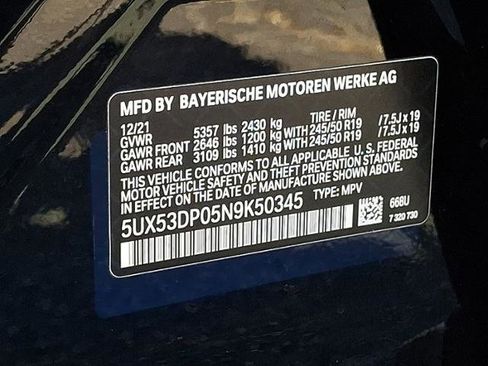 MFD BY BAYERISCHE MOTOREN WERKE AG
12/21 TIRE / RIM
GVWR 5357 lbs 2430 kg
GAWR FRONT 2646 lbs 1200 kg WITH 245/50 R19 / 7.5J x 19
GAWR REAR 3109 lbs 1410 kg WITH 245/50 R19 / 7.5J x 19
THIS VEHICLE CONFORMS TO ALL APPLICABLE U.S. FEDERAL
MOTOR VEHICLE SAFETY AND THEFT PREVENTION STANDARDS
IN EFFECT ON THE DATE OF MANUFACTURE SHOWN ABOVE.
5UX53DP05N9K50345 TYPE: MPV
668U
7 320 730